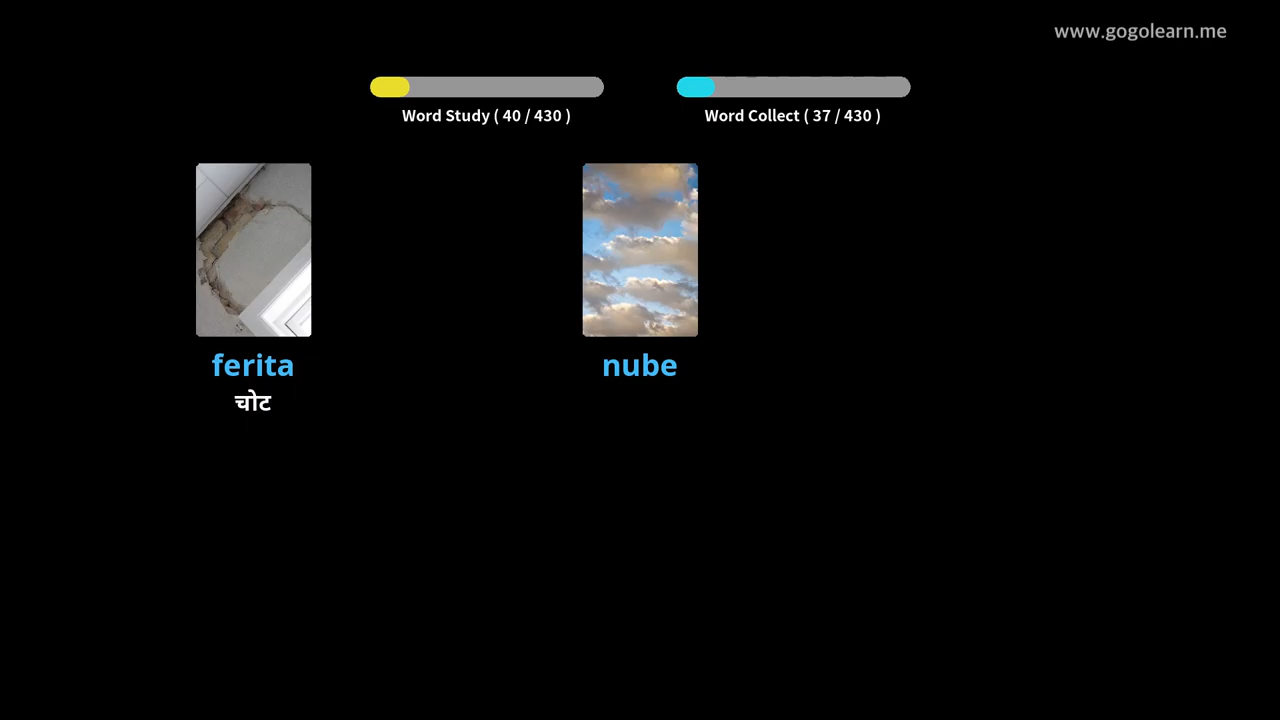 www.gogolearn.me
Word Study ( 40 / 430 )
Word Collect ( 37 / 430 )
ferita
चोट
nube